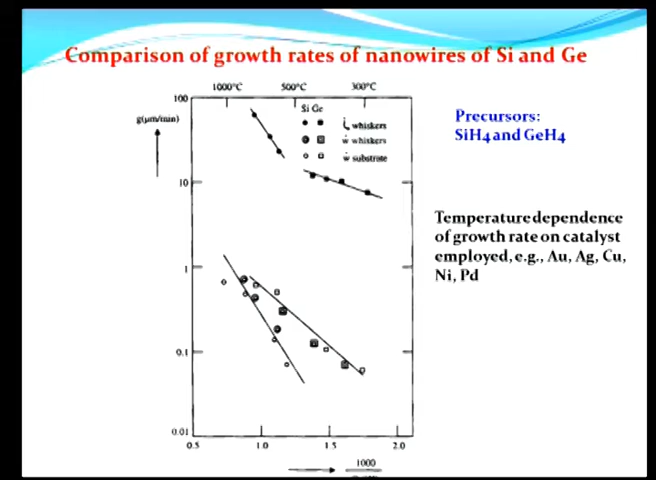 Comparison of growth rates of nanowires of Si and Ge
1000°C 500°C 300°C
100
g(μm/min)
Si Ge
whiskers
ẇ whiskers
ẇ substrate
10
1
0.1
0.01
0.5 1.0 1.5 2.0
1000
Precursors:
SiH4 and GeH4
Temperature dependence
of growth rate on catalyst
employed, e.g., Au, Ag, Cu,
Ni, Pd